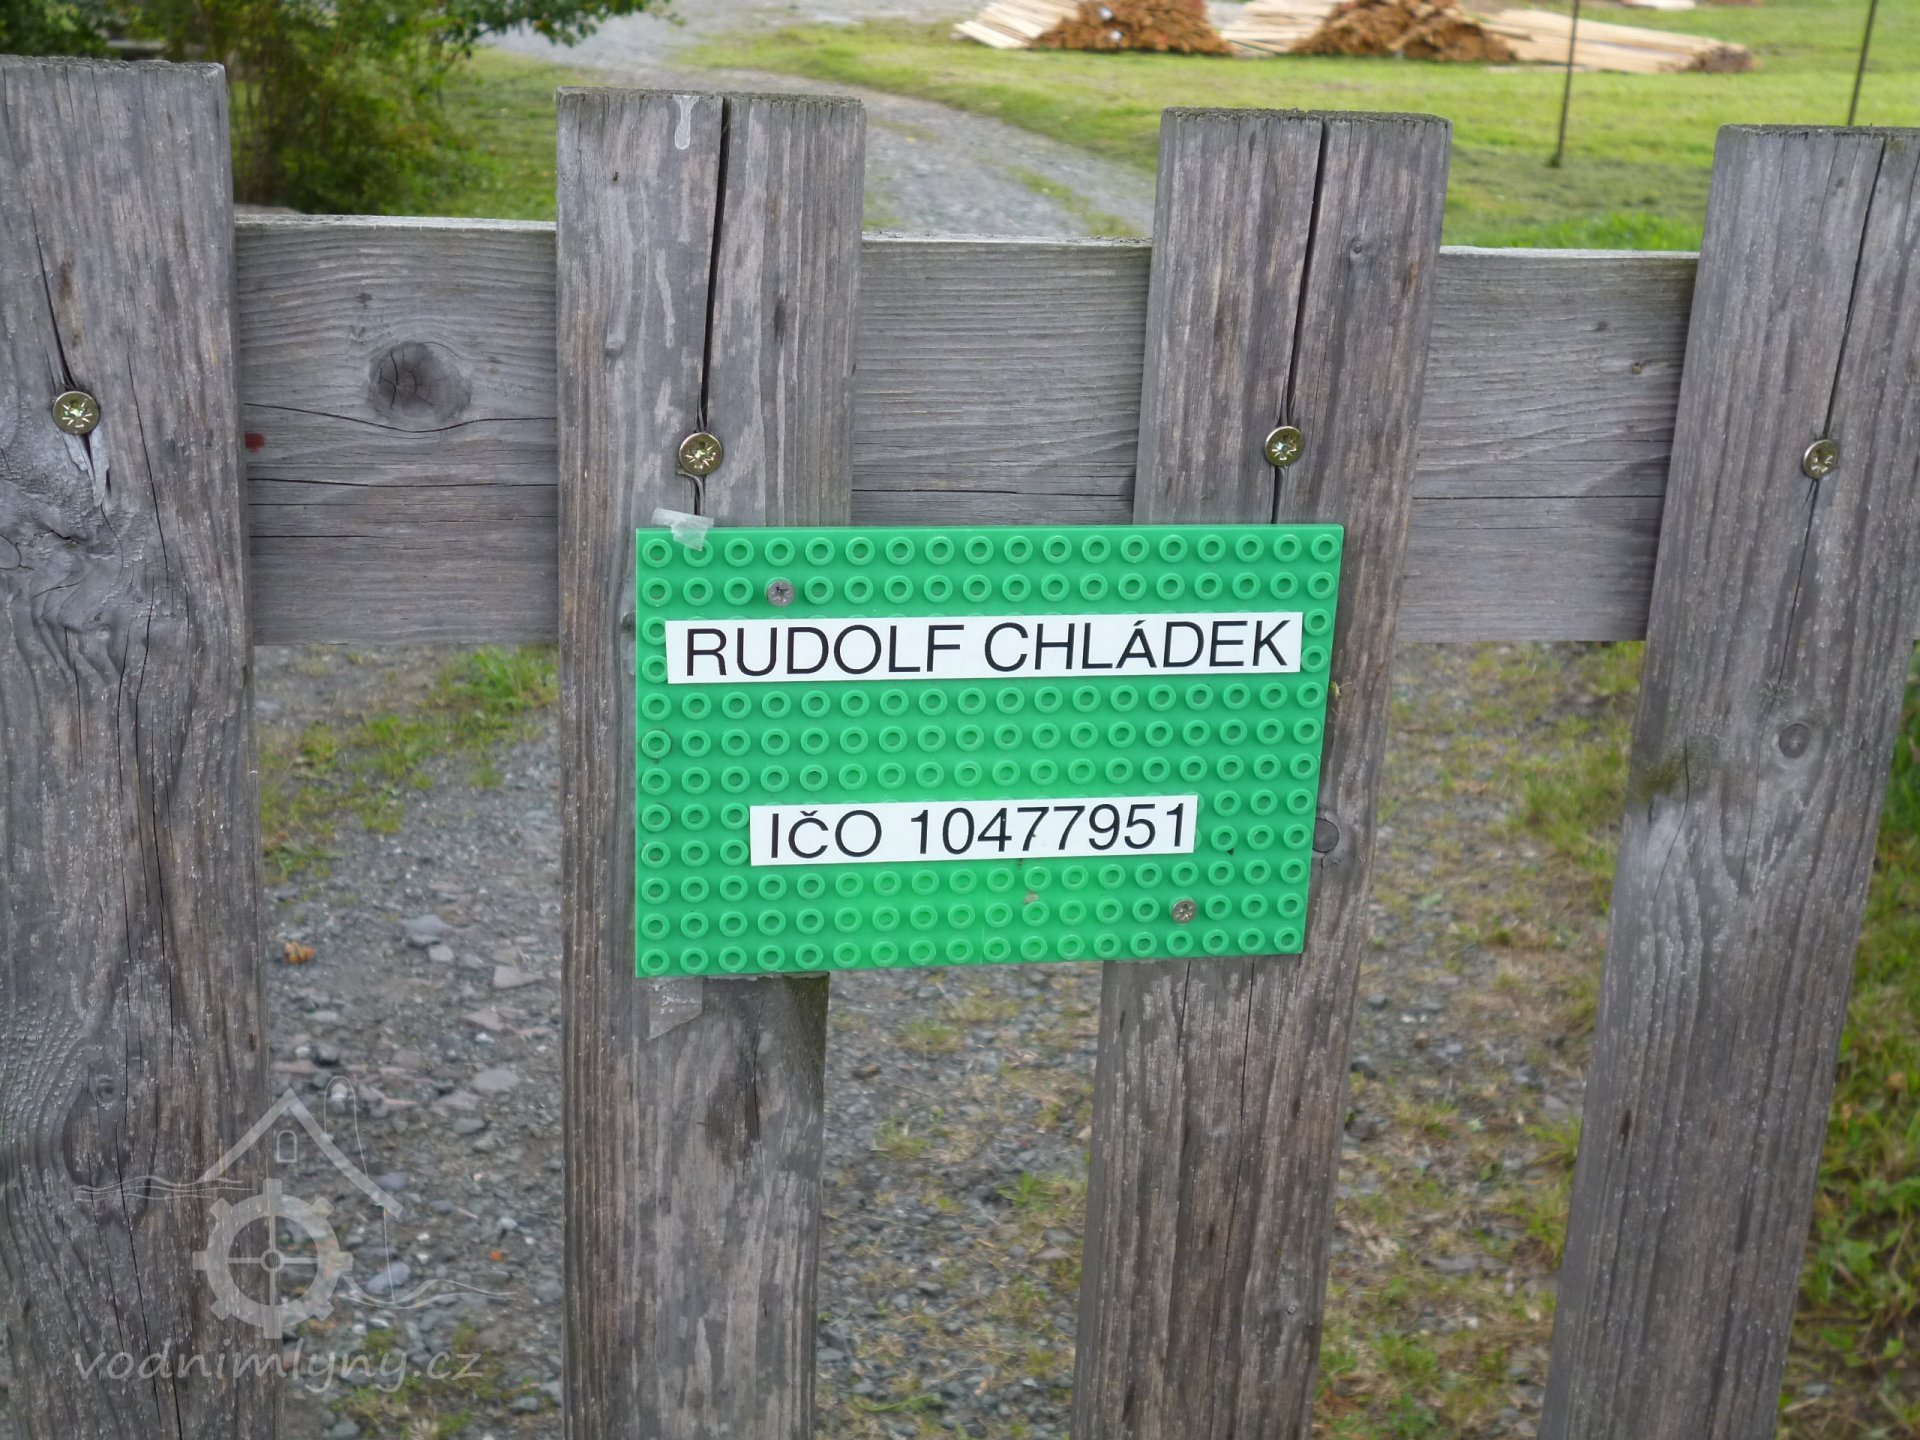 RUDOLF CHLÁDEK
IČO 10477951
vodnimlyny.cz